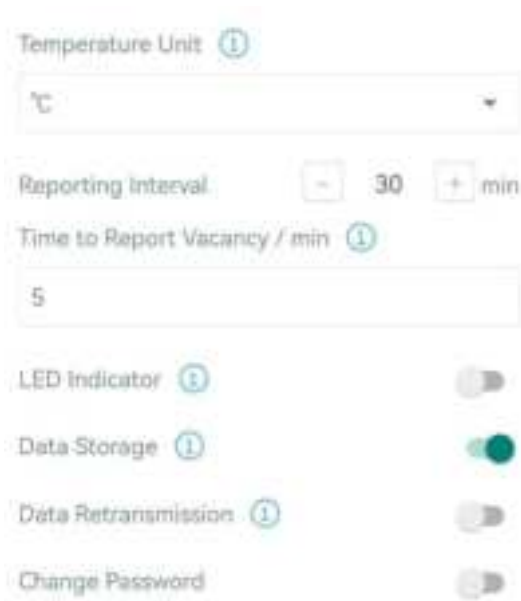 Temperature Unit
℃
Reporting Interval - 30 + min
Time to Report Vacancy / min
5
LED Indicator
Data Storage
Data Retransmission
Change Password